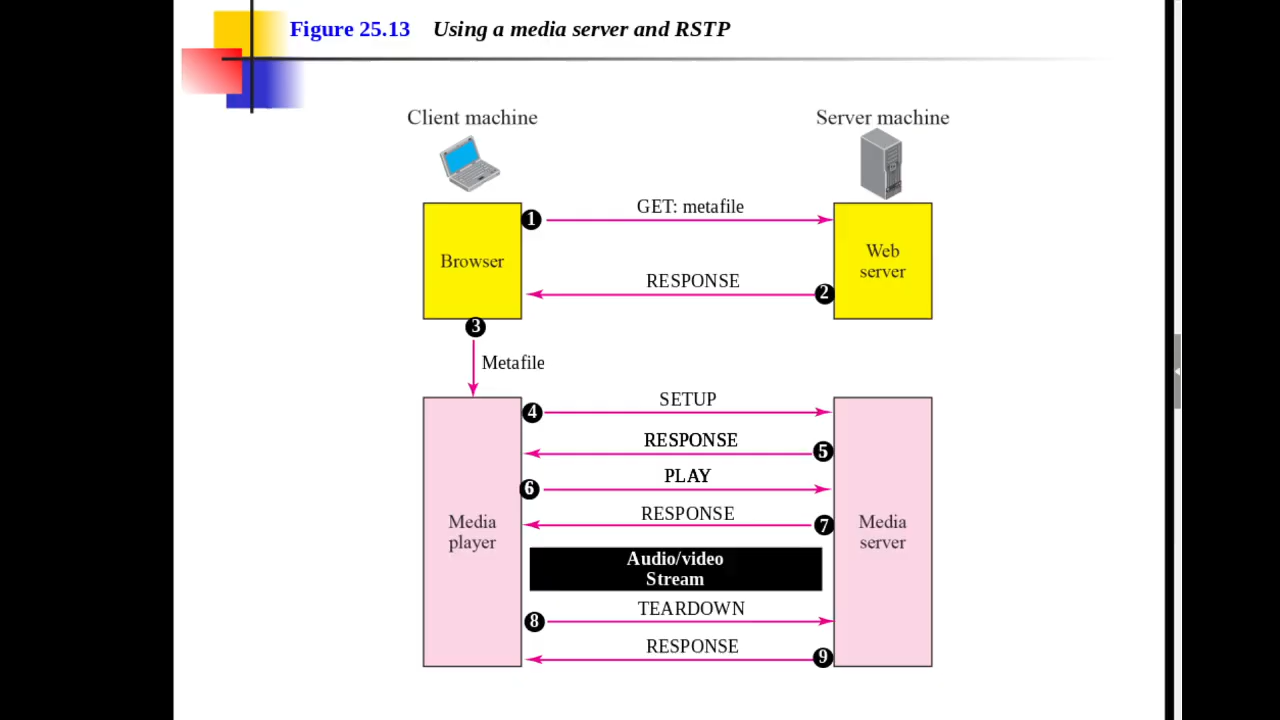 Figure 25.13 Using a media server and RSTP
Client machine
Server machine
1
GET: metafile
Browser
Web
server
RESPONSE
2
3
Metafile
4
SETUP
RESPONSE
5
6
PLAY
RESPONSE
7
Media
player
Media
server
Audio/video
Stream
8
TEARDOWN
RESPONSE
9